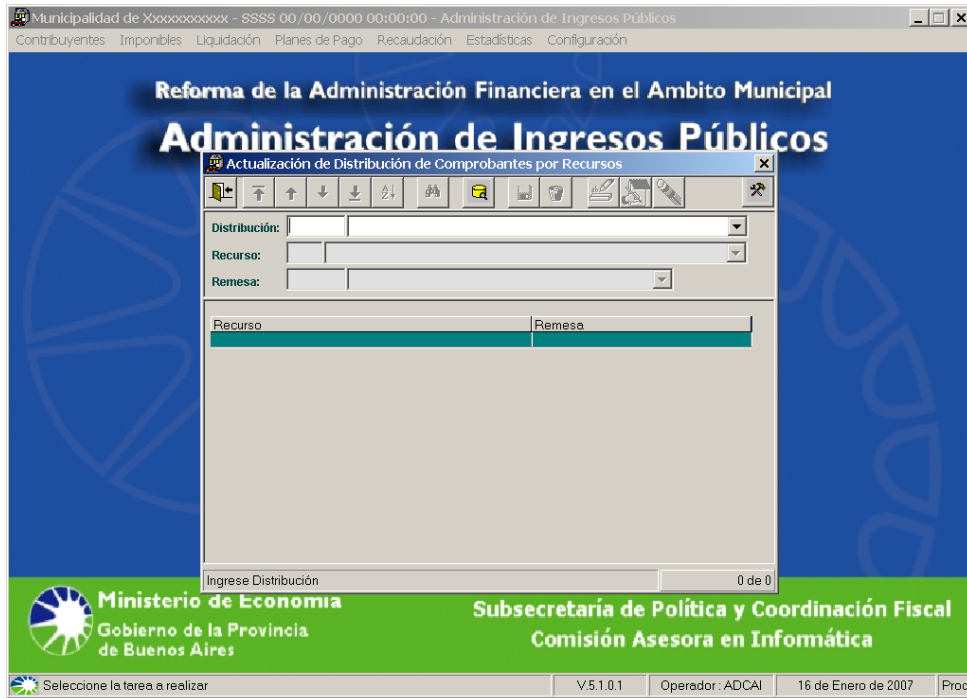 Municipalidad de Xxxxxxxxxxx - SSSS 00/00/0000 00:00:00 - Administración de Ingresos Públicos
Contribuyentes Imponibles Liquidación Planes de Pago Recaudación Estadísticas Configuración
Reforma de la Administración Financiera en el Ambito Municipal
Administración de Ingresos Públicos
Actualización de Distribución de Comprobantes por Recursos
Distribución:
Recurso:
Remesa:
Recurso Remesa
Ingrese Distribución 0 de 0
Ministerio de Economía
Gobierno de la Provincia
de Buenos Aires
Subsecretaría de Política y Coordinación Fiscal
Comisión Asesora en Informática
Seleccione la tarea a realizar V.5.1.0.1 Operador : ADCAI 16 de Enero de 2007 Proc